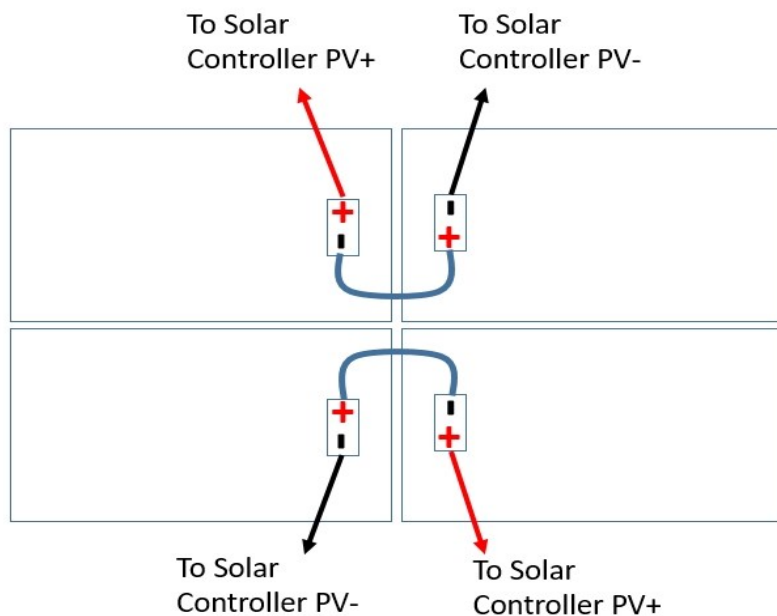 To Solar
Controller PV+
To Solar
Controller PV-
+
-
-
+
+
-
-
+
To Solar
Controller PV-
To Solar
Controller PV+